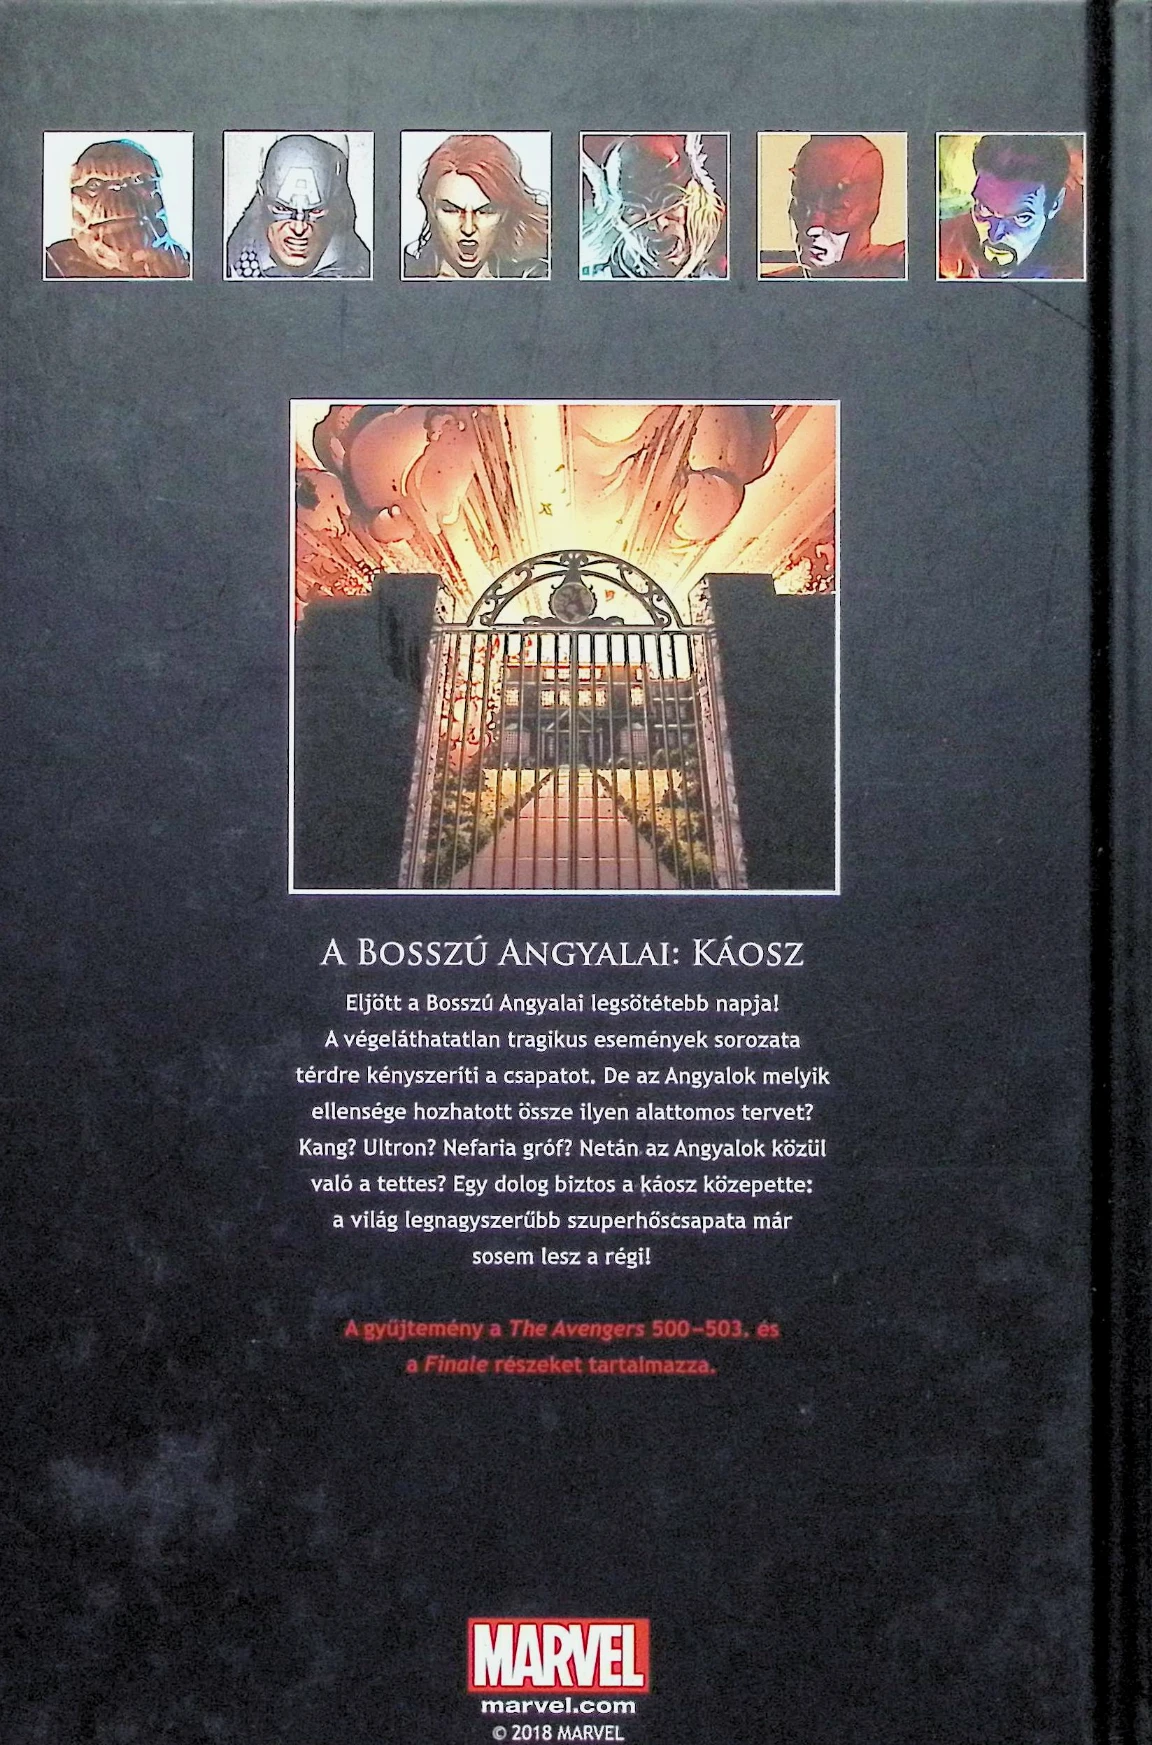 A Bosszú Angyalai: Káosz
Eljött a Bosszú Angyalai legsötétebb napja!
A végeláthatatlan tragikus események sorozata
térdre kényszeríti a csapatot. De az Angyalok melyik
ellensége hozhatott össze ilyen alattomos tervet?
Kang? Ultron? Nefaria gróf? Netán az Angyalok közül
való a tettes? Egy dolog biztos a káosz közepette:
a világ legnagyszerűbb szuperhőscsapata már
sosem lesz a régi!
A gyűjtemény a The Avengers 500–503. és
a Finale részeket tartalmazza.
MARVEL
marvel.com
© 2018 MARVEL